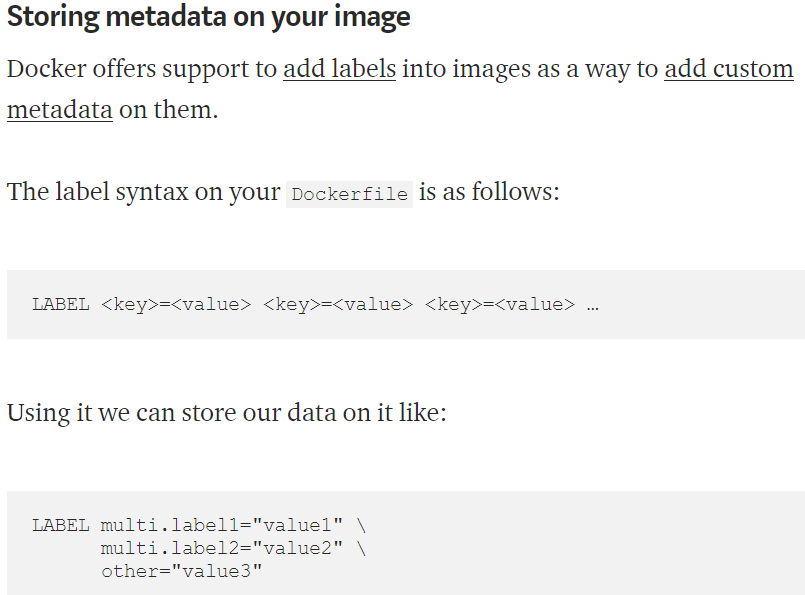 Storing metadata on your image
Docker offers support to add labels into images as a way to add custom
metadata on them.
The label syntax on your Dockerfile is as follows:
LABEL <key>=<value> <key>=<value> <key>=<value> …
Using it we can store our data on it like:
LABEL multi.label1="value1" \
      multi.label2="value2" \
      other="value3"